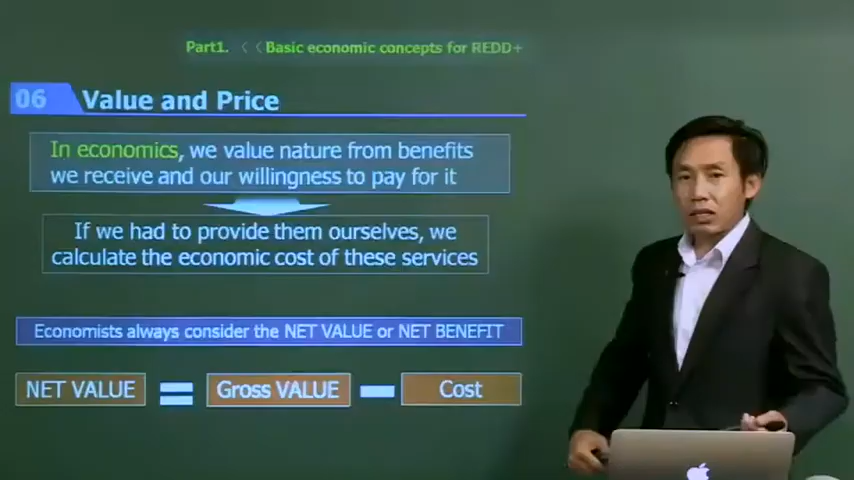 Part1. 〈〈 Basic economic concepts for REDD+
06 Value and Price
In economics, we value nature from benefits
we receive and our willingness to pay for it
If we had to provide them ourselves, we
calculate the economic cost of these services
Economists always consider the NET VALUE or NET BENEFIT
NET VALUE = Gross VALUE - Cost